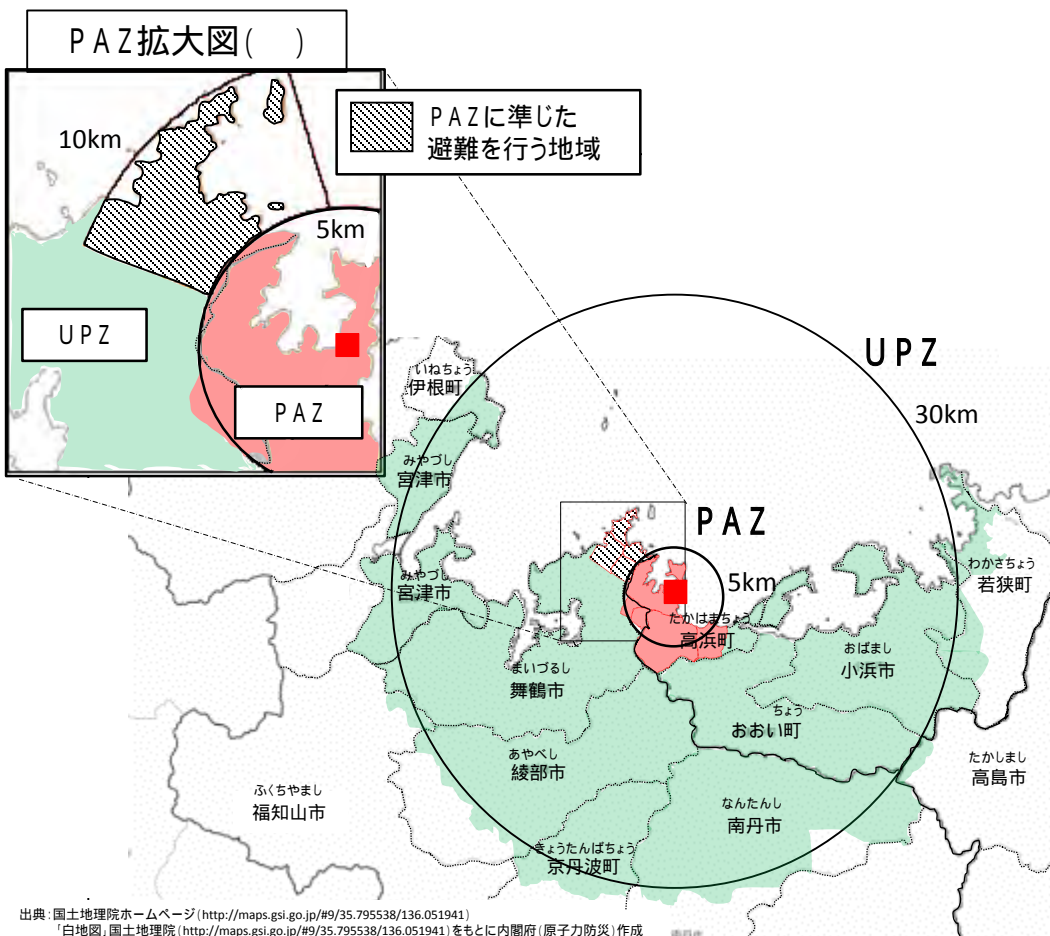 PAZ拡大図( )
PAZに準じた
避難を行う地域
10km
5km
UPZ
PAZ
UPZ
30km
いねちょう
伊根町
みやづし
宮津市
PAZ
5km
わかさちょう
若狭町
みやづし
宮津市
たかはまちょう
高浜町
おばまし
小浜市
まいづるし
舞鶴市
ちょう
おおい町
あやべし
綾部市
たかしまし
高島市
ふくちやまし
福知山市
なんたんし
南丹市
きょうたんばちょう
京丹波町
出典:国土地理院ホームページ(http://maps.gsi.go.jp/#9/35.795538/136.051941)
「白地図」国土地理院(http://maps.gsi.go.jp/#9/35.795538/136.051941)をもとに内閣府(原子力防災)作成